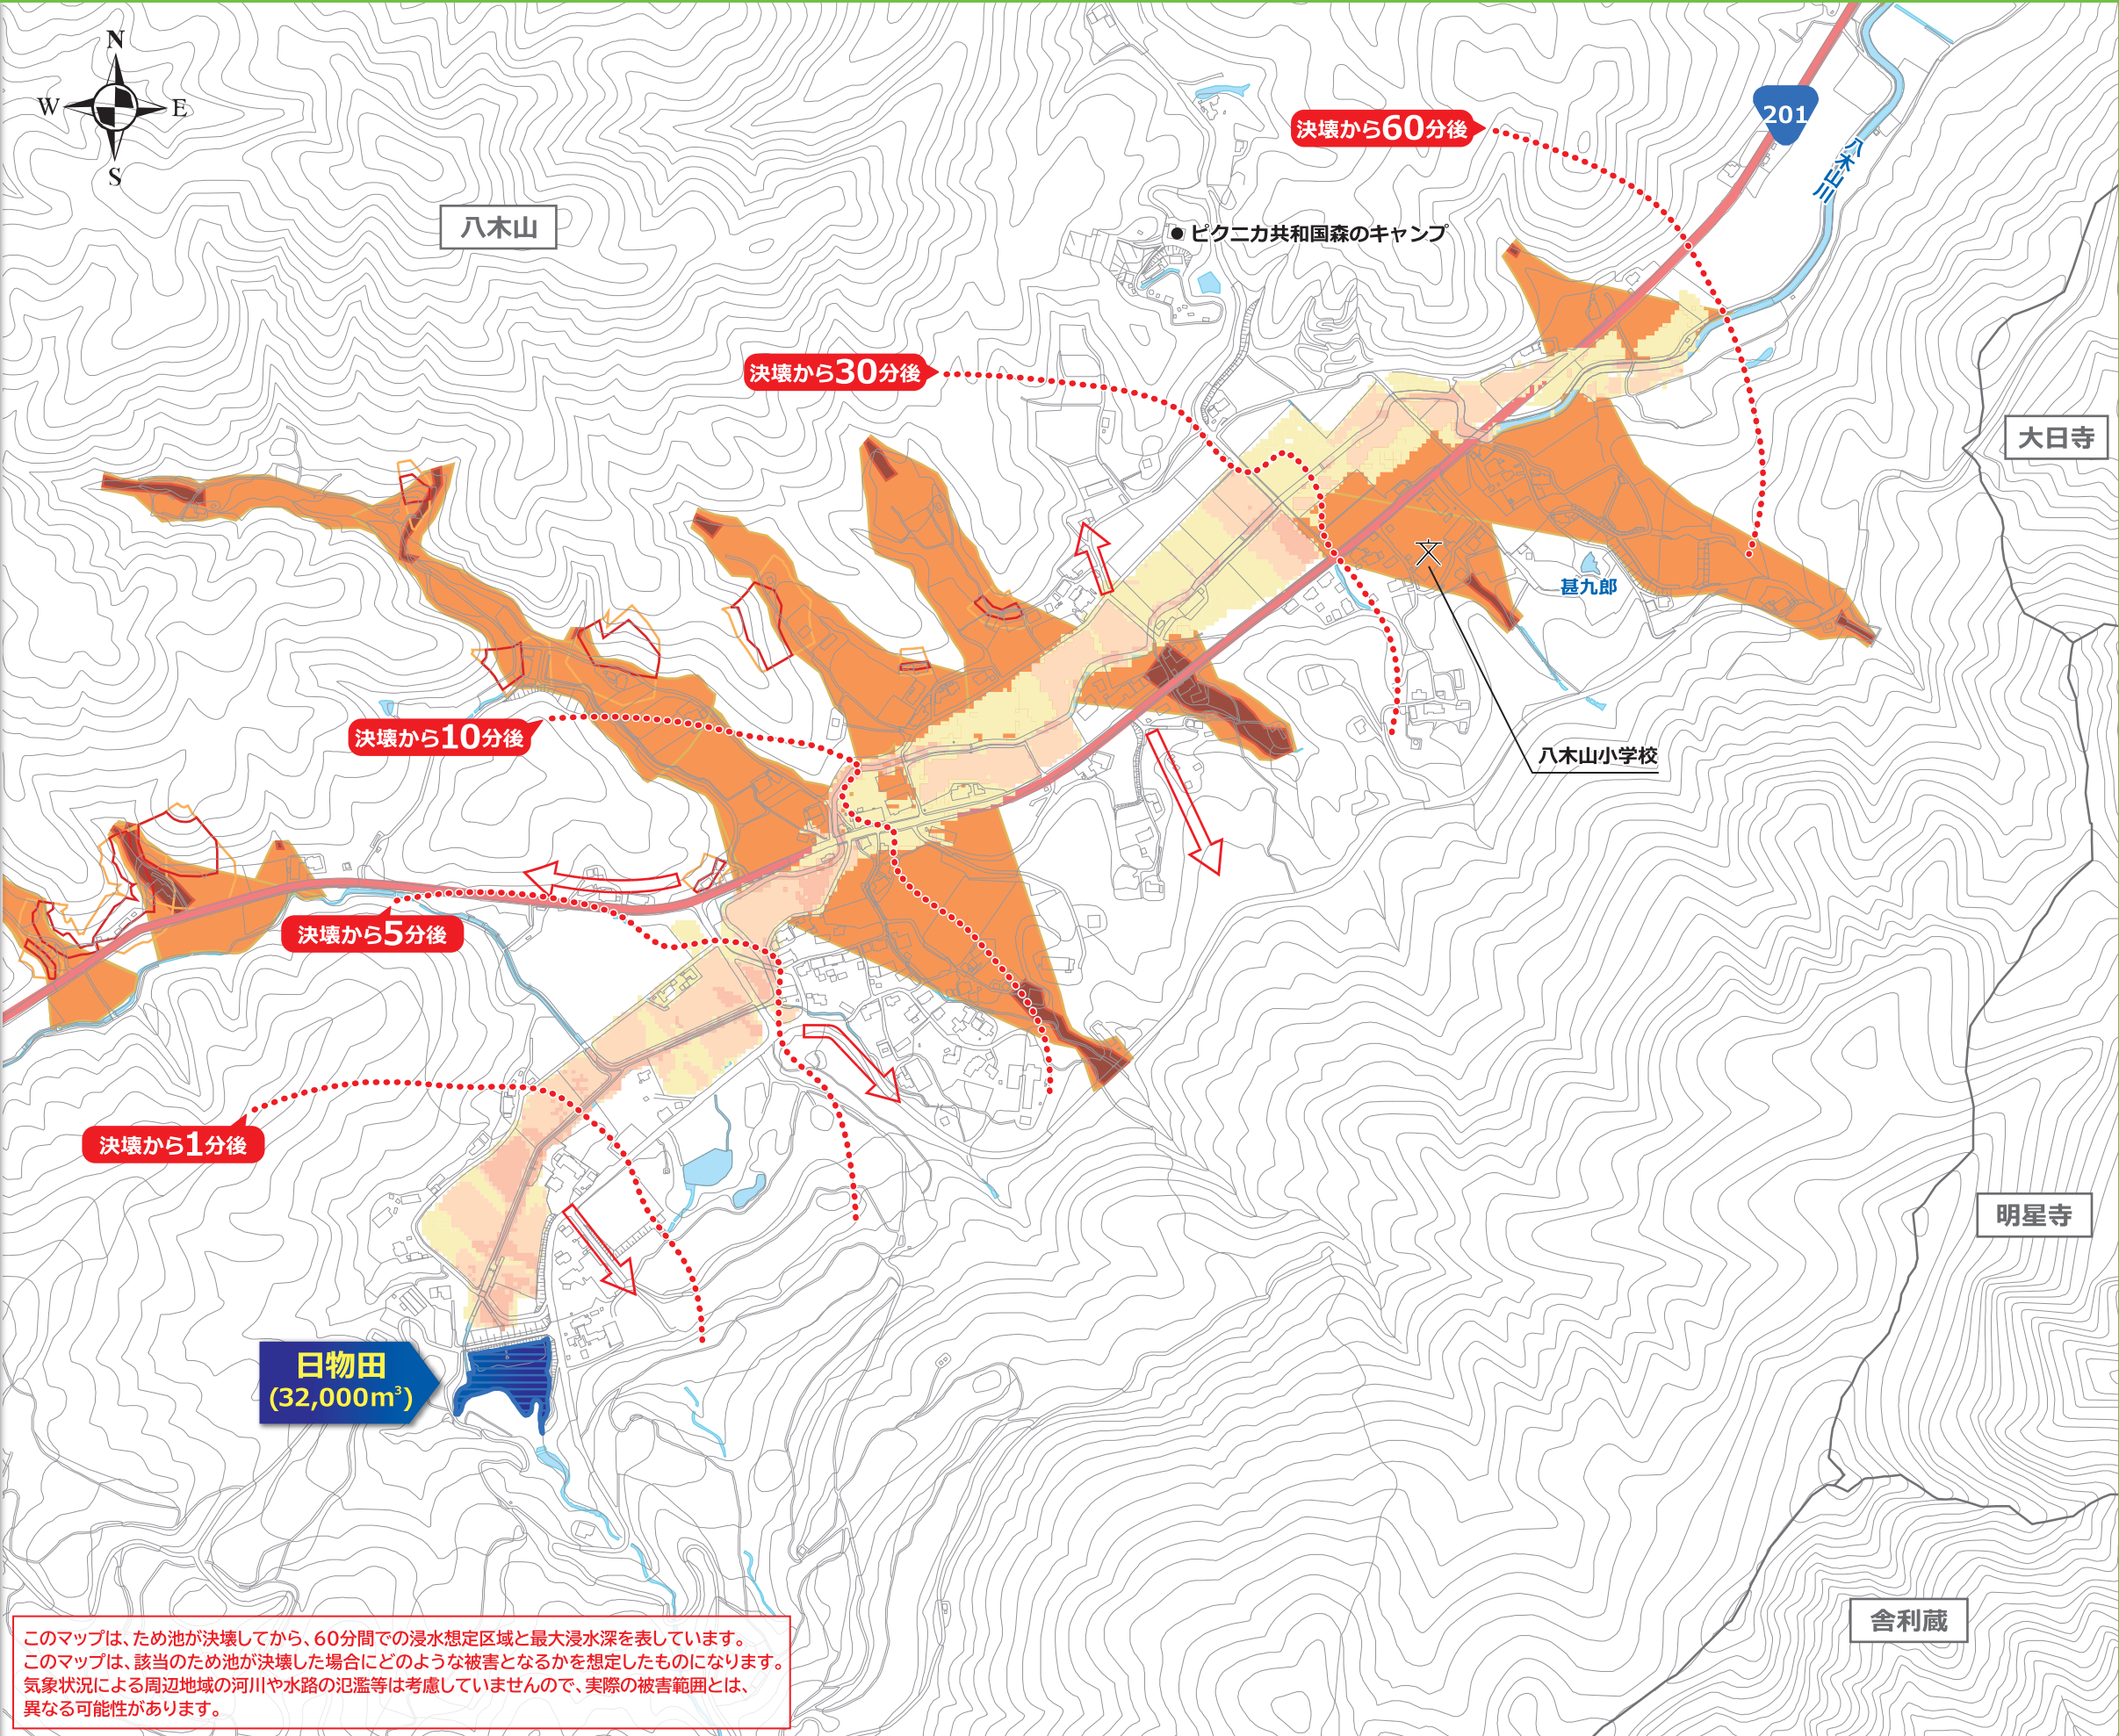 N
W
E
S
八木山
決壊から60分後
201
八木山川
ピクニカ共和国森のキャンプ
決壊から30分後
大日寺
甚九郎
決壊から10分後
八木山小学校
決壊から5分後
決壊から1分後
明星寺
日物田
(32,000m³)
舎利蔵
このマップは、ため池が決壊してから、60分間での浸水想定区域と最大浸水深を表しています。
このマップは、該当のため池が決壊した場合にどのような被害となるかを想定したものになります。
気象状況による周辺地域の河川や水路の氾濫等は考慮していませんので、実際の被害範囲とは、
異なる可能性があります。